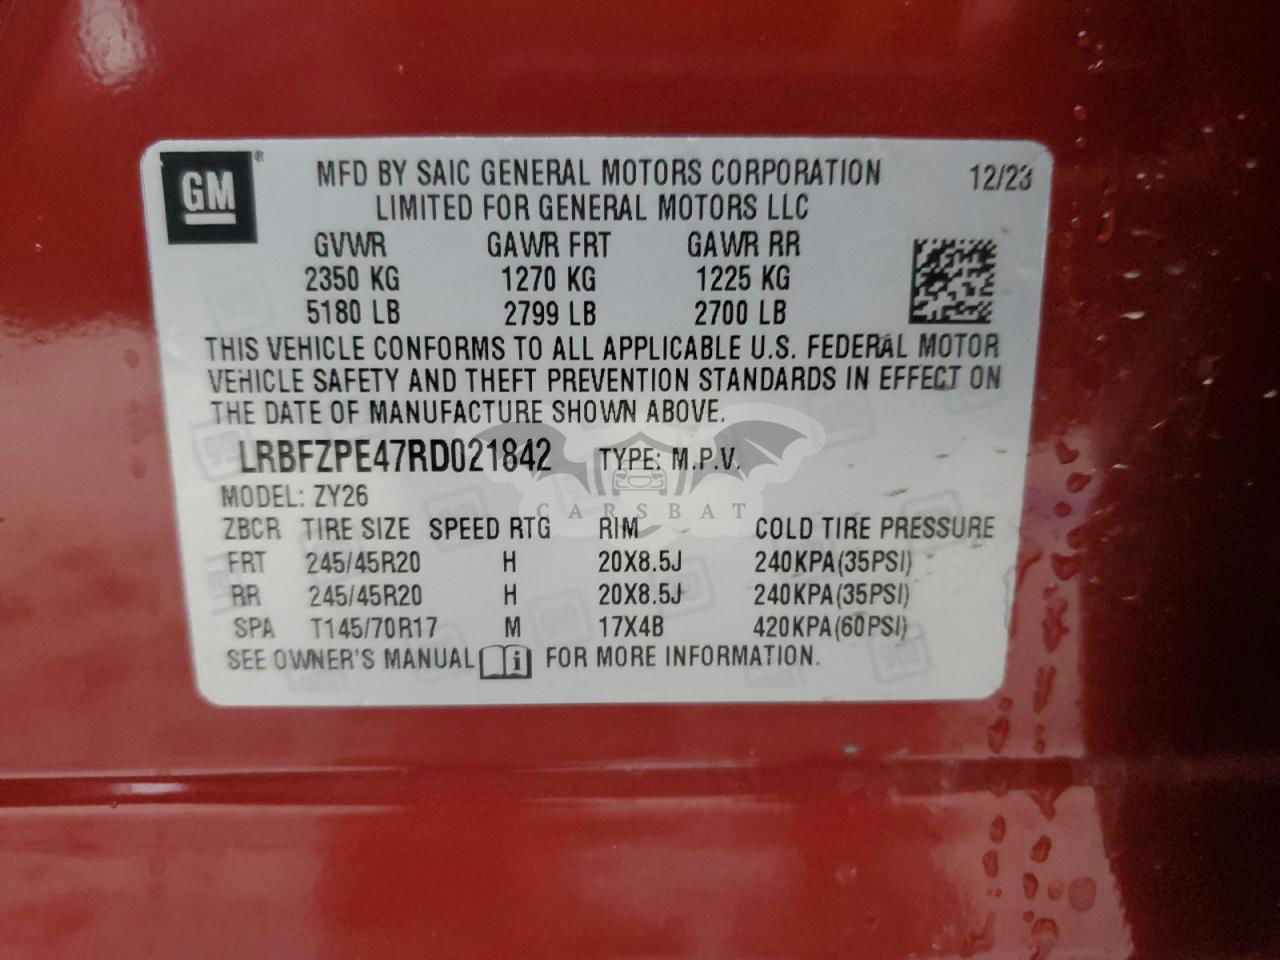 GM® MFD BY SAIC GENERAL MOTORS CORPORATION 12/23
LIMITED FOR GENERAL MOTORS LLC
GVWR GAWR FRT GAWR RR
2350 KG 1270 KG 1225 KG
5180 LB 2799 LB 2700 LB
THIS VEHICLE CONFORMS TO ALL APPLICABLE U.S. FEDERAL MOTOR
VEHICLE SAFETY AND THEFT PREVENTION STANDARDS IN EFFECT ON
THE DATE OF MANUFACTURE SHOWN ABOVE.
LRBFZPE47RD021842 TYPE: M.P.V.
MODEL: ZY26
CARSBAT
ZBCR TIRE SIZE SPEED RTG RIM COLD TIRE PRESSURE
FRT 245/45R20 H 20X8.5J 240KPA(35PSI)
RR 245/45R20 H 20X8.5J 240KPA(35PSI)
SPA T145/70R17 M 17X4B 420KPA(60PSI)
SEE OWNER'S MANUAL i FOR MORE INFORMATION.